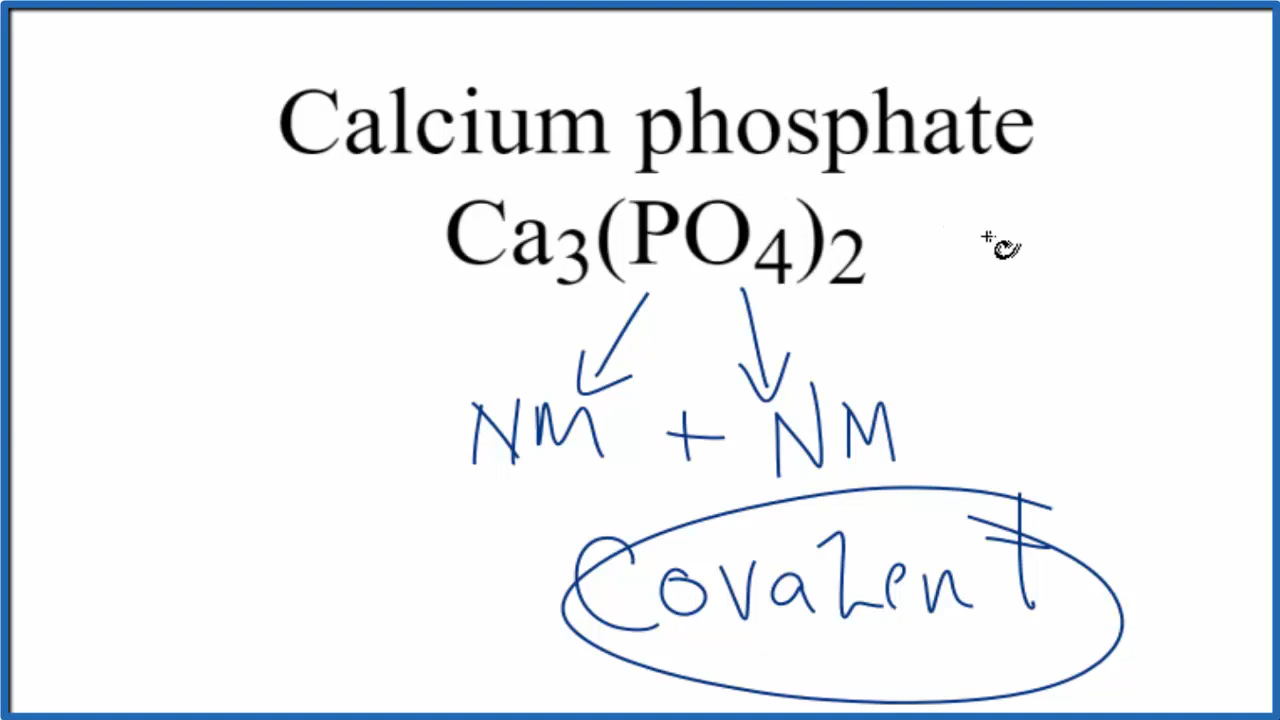 Calcium phosphate
Ca₃(PO₄)₂
NM + NM
Covalent